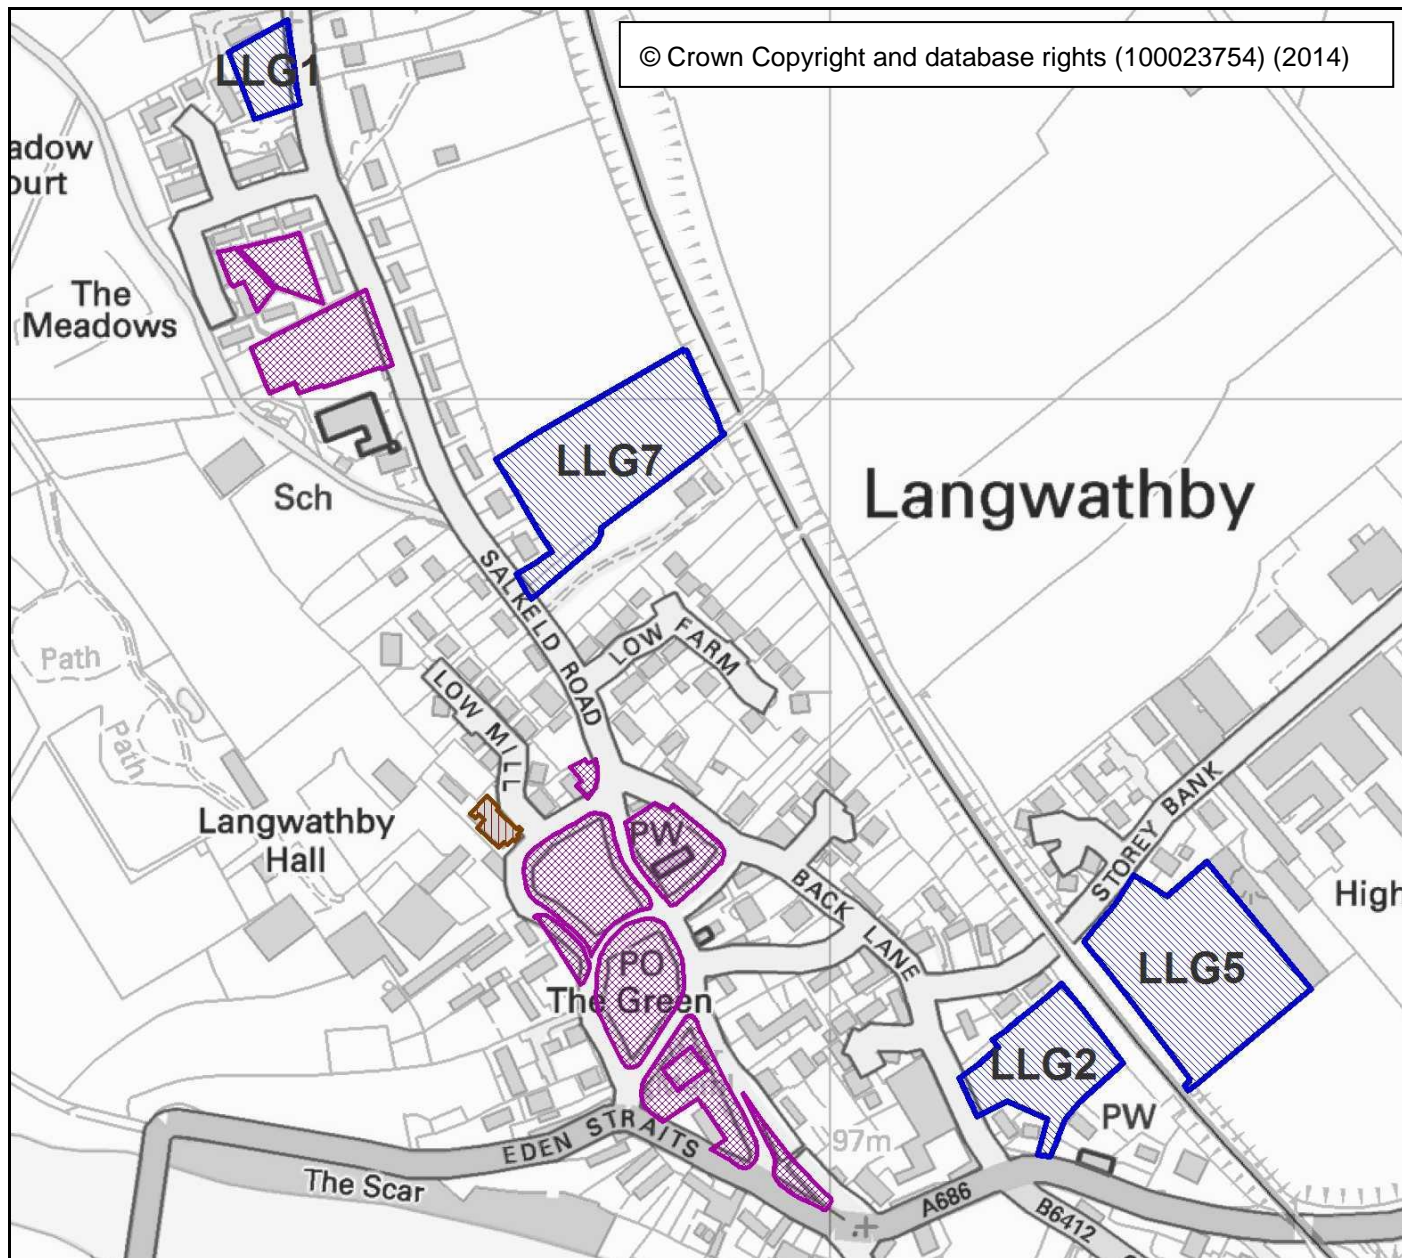 © Crown Copyright and database rights (100023754) (2014)
LLG1
adow
ourt
The
Meadows
LLG7
Langwathby
Sch
SALKELD ROAD
LOW FARM
Path
Path
LOW MILL
Langwathby
Hall
PW
STOREY BANK
BACK LANE
High
PO
The Green
LLG5
LLG2
PW
97m
EDEN STRAITS
The Scar
A686
B6412